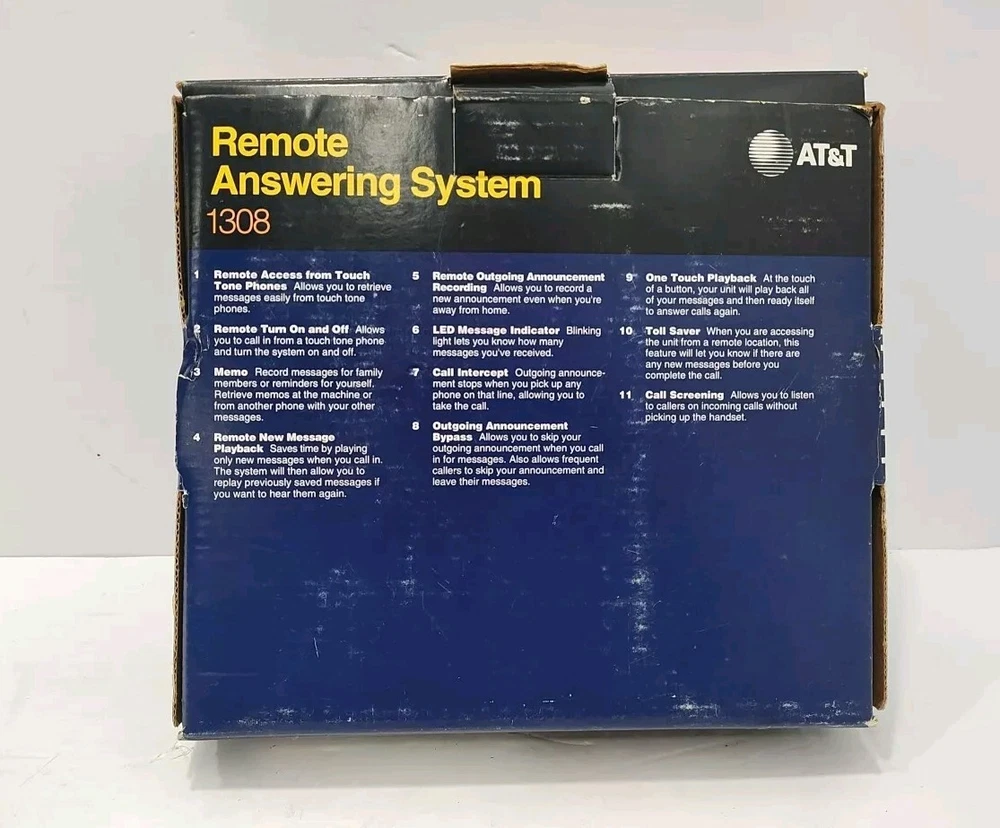 Remote
Answering System
1308
AT&T
1 Remote Access from Touch
Tone Phones Allows you to retrieve
messages easily from touch tone
phones.
2 Remote Turn On and Off Allows
you to call in from a touch tone phone
and turn the system on and off.
3 Memo Record messages for family
members or reminders for yourself.
Retrieve memos at the machine or
from another phone with your other
messages.
4 Remote New Message
Playback Saves time by playing
only new messages when you call in.
The system will then allow you to
replay previously saved messages if
you want to hear them again.
5 Remote Outgoing Announcement
Recording Allows you to record a
new announcement even when you're
away from home.
6 LED Message Indicator Blinking
light lets you know how many
messages you've received.
7 Call Intercept Outgoing announce-
ment stops when you pick up any
phone on that line, allowing you to
take the call.
8 Outgoing Announcement
Bypass Allows you to skip your
outgoing announcement when you call
in for messages. Also allows frequent
callers to skip your announcement and
leave their messages.
9 One Touch Playback At the touch
of a button, your unit will play back all
of your messages and then ready itself
to answer calls again.
10 Toll Saver When you are accessing
the unit from a remote location, this
feature will let you know if there are
any new messages before you
complete the call.
11 Call Screening Allows you to listen
to callers on incoming calls without
picking up the handset.